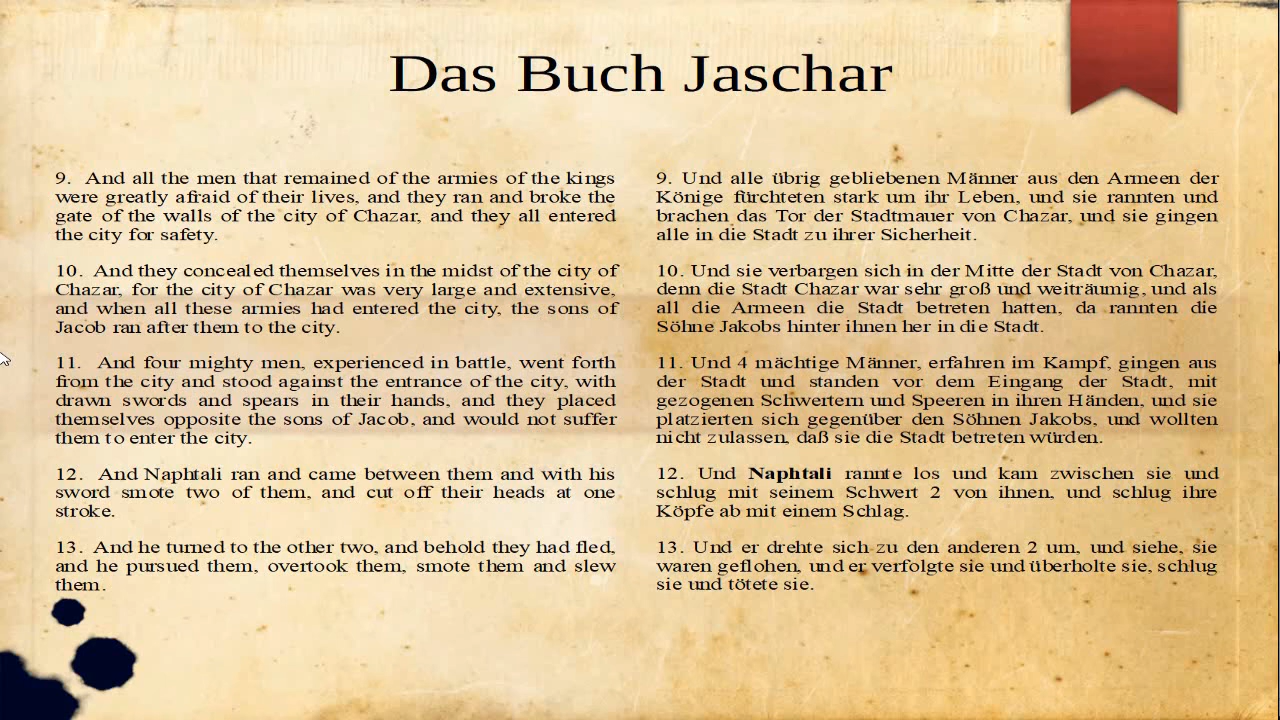 Das Buch Jaschar
9. And all the men that remained of the armies of the kings
were greatly afraid of their lives, and they ran and broke the
gate of the walls of the city of Chazar, and they all entered
the city for safety.
10. And they concealed themselves in the midst of the city of
Chazar, for the city of Chazar was very large and extensive,
and when all these armies had entered the city, the sons of
Jacob ran after them to the city.
11. And four mighty men, experienced in battle, went forth
from the city and stood against the entrance of the city, with
drawn swords and spears in their hands, and they placed
themselves opposite the sons of Jacob, and would not suffer
them to enter the city.
12. And Naphtali ran and came between them and with his
sword smote two of them, and cut off their heads at one
stroke.
13. And he turned to the other two, and behold they had fled,
and he pursued them, overtook them, smote them and slew
them.
9. Und alle übrig gebliebenen Männer aus den Armeen der
Könige fürchteten stark um ihr Leben, und sie rannten und
brachen das Tor der Stadtmauer von Chazar, und sie gingen
alle in die Stadt zu ihrer Sicherheit.
10. Und sie verbargen sich in der Mitte der Stadt von Chazar,
denn die Stadt Chazar war sehr groß und weiträumig, und als
all die Armeen die Stadt betreten hatten, da rannten die
Söhne Jakobs hinter ihnen her in die Stadt.
11. Und 4 mächtige Männer, erfahren im Kampf, gingen aus
der Stadt und standen vor dem Eingang der Stadt, mit
gezogenen Schwertern und Speeren in ihren Händen, und sie
platzierten sich gegenüber den Söhnen Jakobs, und wollten
nicht zulassen, daß sie die Stadt betreten würden.
12. Und Naphtali rannte los und kam zwischen sie und
schlug mit seinem Schwert 2 von ihnen, und schlug ihre
Köpfe ab mit einem Schlag.
13. Und er drehte sich zu den anderen 2 um, und siehe, sie
waren geflohen, und er verfolgte sie und überholte sie, schlug
sie und tötete sie.